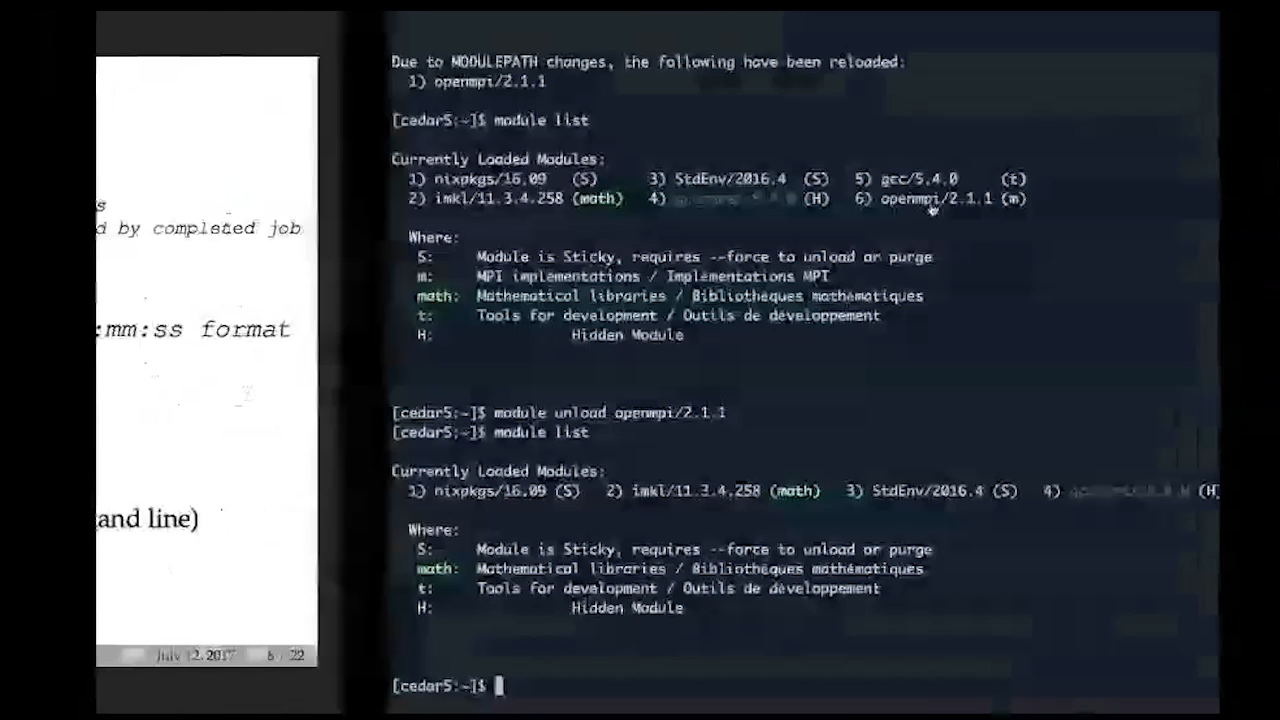 s
d by completed job
:mm:ss format
and line)
July 12, 2017 6 / 22
Due to MODULEPATH changes, the following have been reloaded:
1) openmpi/2.1.1
[cedar5:~]$ module list
Currently Loaded Modules:
1) nixpkgs/16.09 (S) 3) StdEnv/2016.4 (S) 5) gcc/5.4.0 (t)
2) imkl/11.3.4.258 (math) 4) (H) 6) openmpi/2.1.1 (m)
Where:
S: Module is Sticky, requires --force to unload or purge
m: MPI implementations / Implémentations MPI
math: Mathematical libraries / Bibliothèques mathématiques
t: Tools for development / Outils de développement
H: Hidden Module
[cedar5:~]$ module unload openmpi/2.1.1
[cedar5:~]$ module list
Currently Loaded Modules:
1) nixpkgs/16.09 (S) 2) imkl/11.3.4.258 (math) 3) StdEnv/2016.4 (S) 4) (H
Where:
S: Module is Sticky, requires --force to unload or purge
math: Mathematical libraries / Bibliothèques mathématiques
t: Tools for development / Outils de développement
H: Hidden Module
[cedar5:~]$